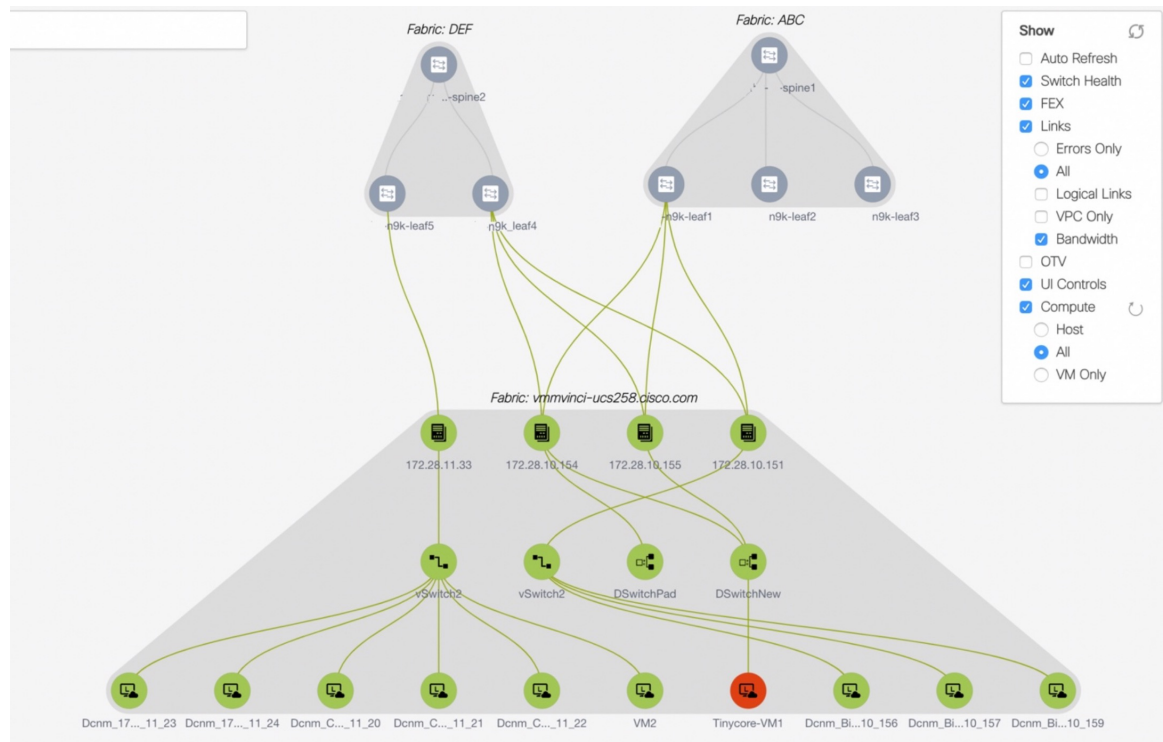 Fabric: DEF
Fabric: ABC
-spine2
-spine1
n9k-leaf5
n9k_leaf4
-n9k-leaf1
n9k-leaf2
n9k-leaf3
Fabric: vmmvinci-ucs258.cisco.com
172.28.11.33
172.28.10.154
172.28.10.155
172.28.10.151
vSwitch2
vSwitch2
DSwitchPad
DSwitchNew
Dcnm_17..._11_23
Dcnm_17..._11_24
Dcnm_C..._11_20
Dcnm_C..._11_21
Dcnm_C..._11_22
VM2
Tinycore-VM1
Dcnm_Bi...10_156
Dcnm_Bi...10_157
Dcnm_Bi...10_159
Show
Auto Refresh
Switch Health
FEX
Links
Errors Only
All
Logical Links
VPC Only
Bandwidth
OTV
UI Controls
Compute
Host
All
VM Only